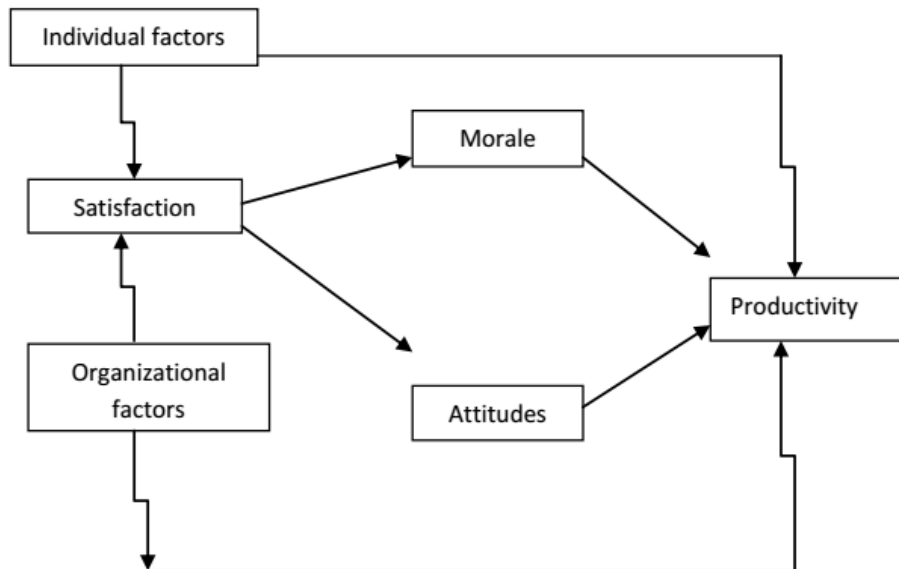 Individual factors
Morale
Satisfaction
Productivity
Organizational
factors
Attitudes